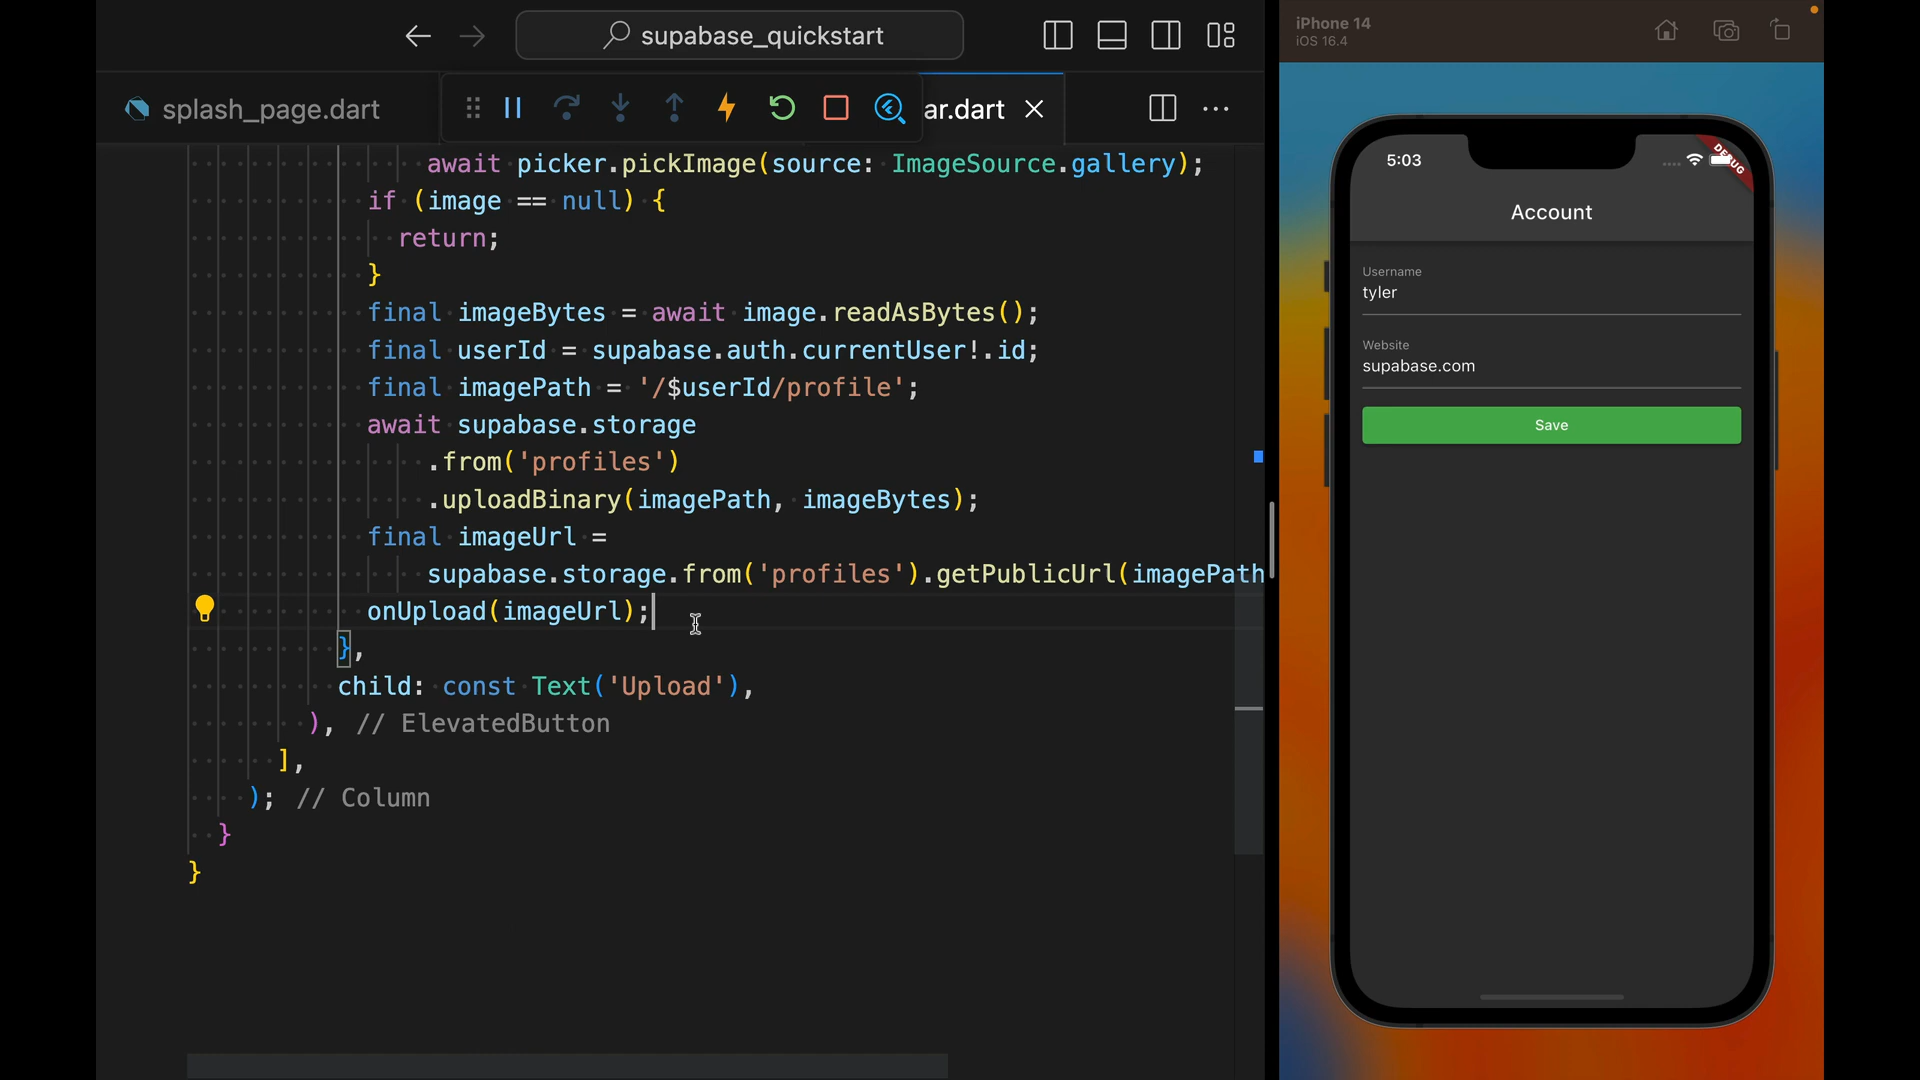 supabase_quickstart
splash_page.dart
ar.dart
await picker.pickImage(source: ImageSource.gallery);
if (image == null) {
return;
}
final imageBytes = await image.readAsBytes();
final userId = supabase.auth.currentUser!.id;
final imagePath = '/$userId/profile';
await supabase.storage
.from('profiles')
.uploadBinary(imagePath, imageBytes);
final imageUrl =
supabase.storage.from('profiles').getPublicUrl(imagePath
onUpload(imageUrl);
},
child: const Text('Upload'),
), // ElevatedButton
],
); // Column
}
}
iPhone 14
iOS 16.4
5:03
DEBUG
Account
Username
tyler
Website
supabase.com
Save